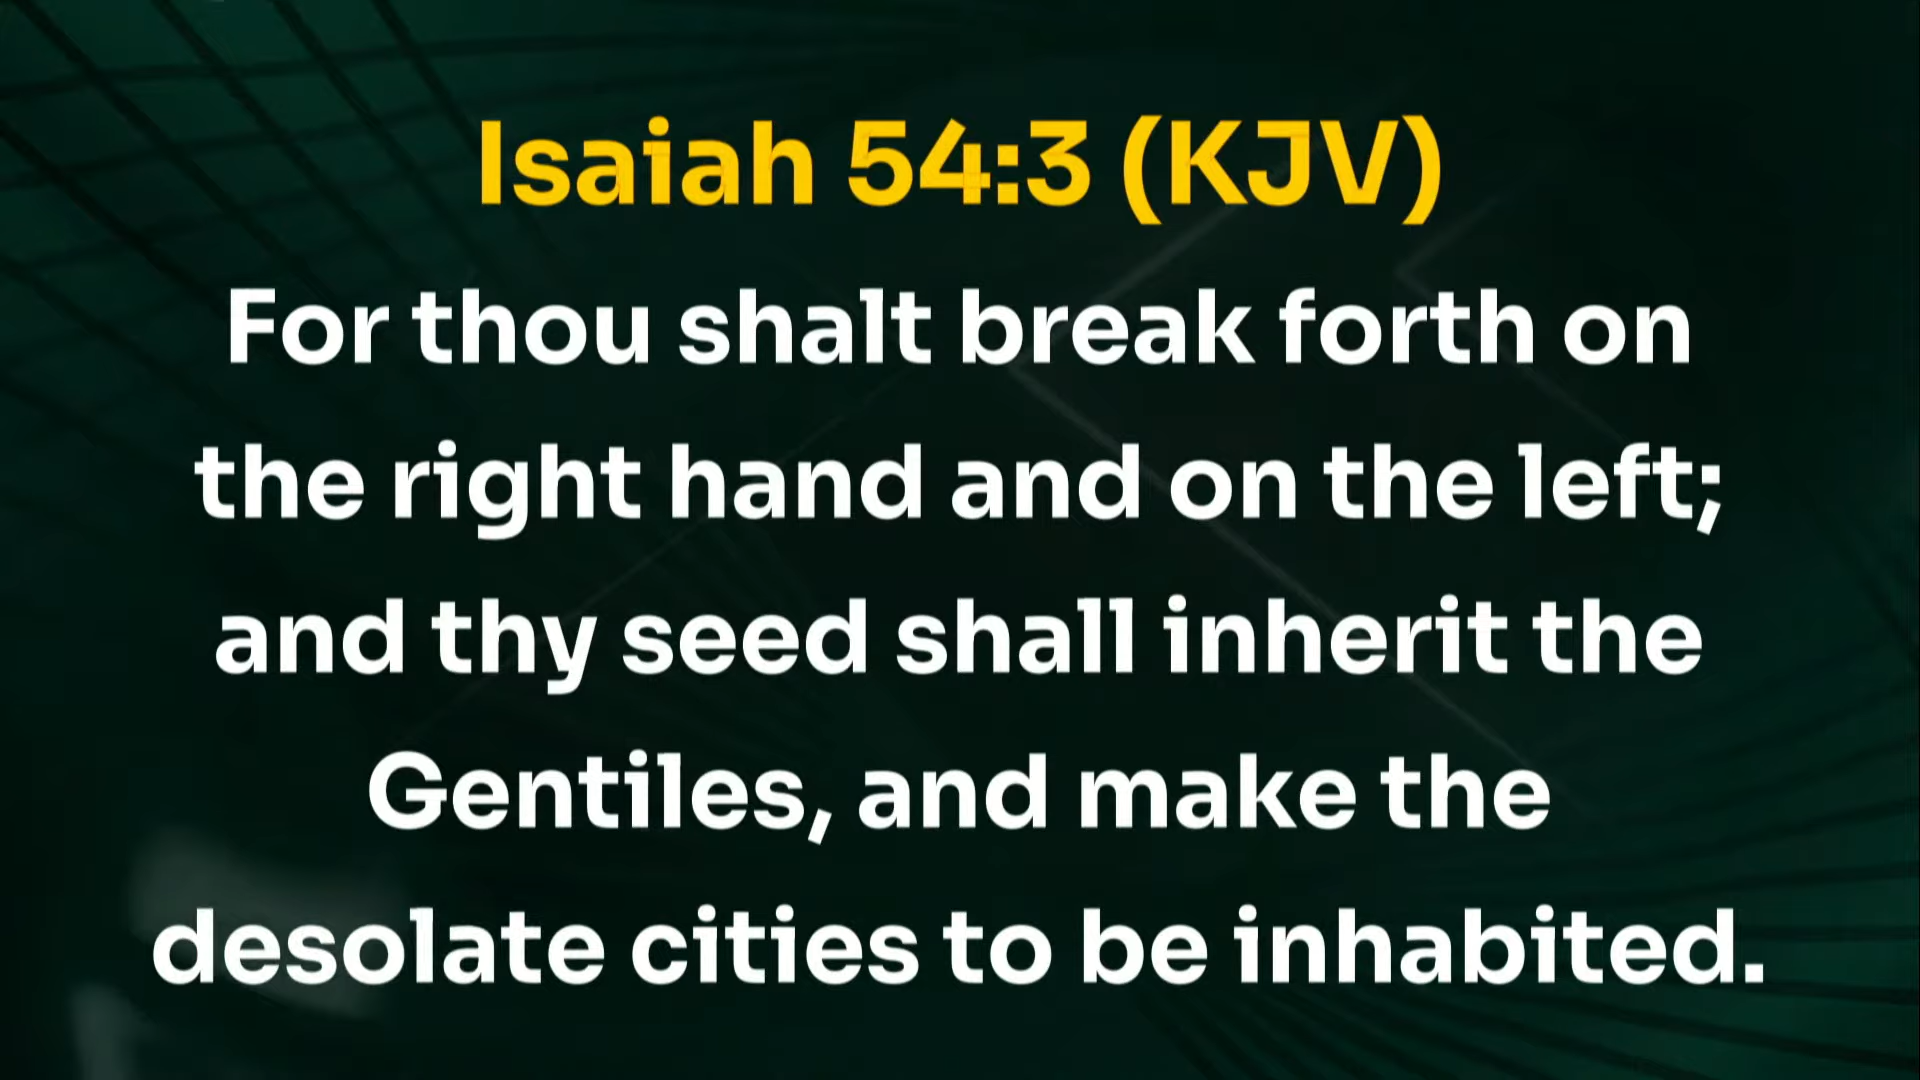 Isaiah 54:3 (KJV)
For thou shalt break forth on
the right hand and on the left;
and thy seed shall inherit the
Gentiles, and make the
desolate cities to be inhabited.